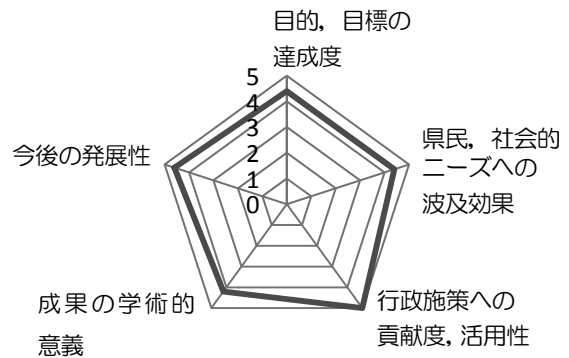 目的，目標の
達成度
5
4
3
2
1
0
県民，社会的
ニーズへの
波及効果
行政施策への
貢献度，活用性
成果の学術的
意義
今後の発展性